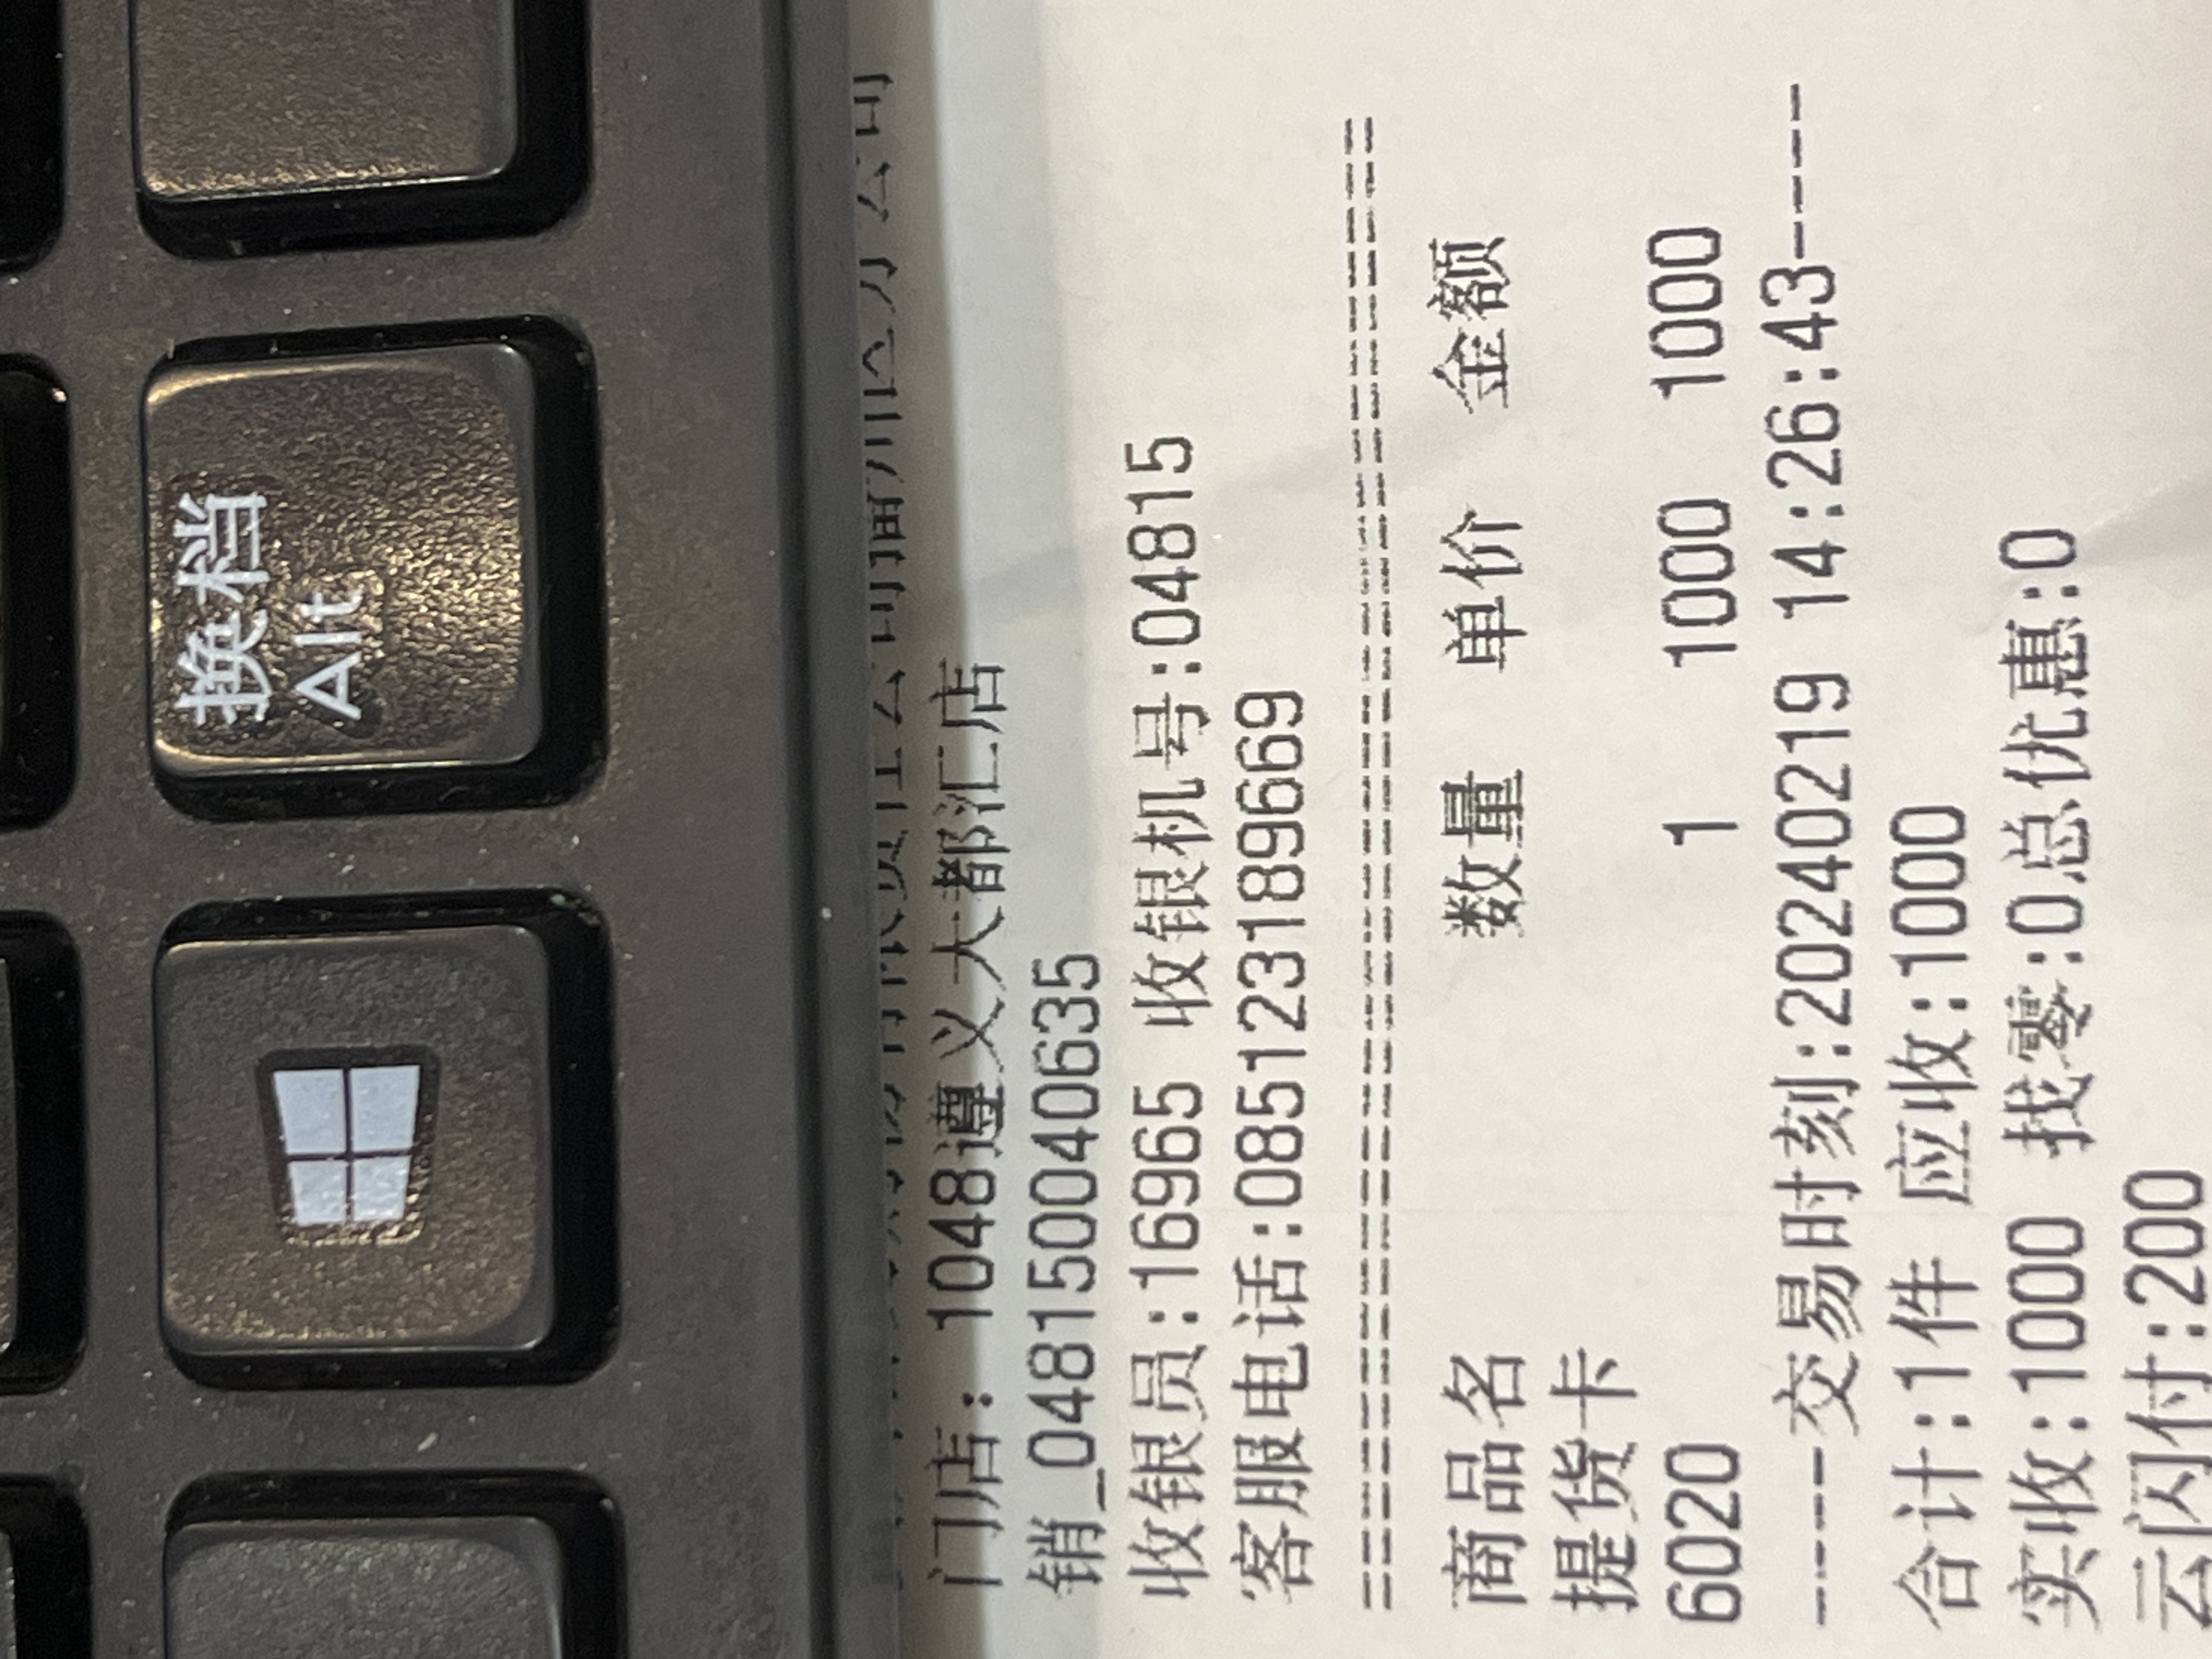 换档
Alt
门店: 1048遵义大都汇店
销_048150040635
收银员:16965 收银机号:04815
客服电话:085123189669
================================
商品名 数量 单价 金额
提货卡
6020 1 1000 1000
-----交易时刻:20240219 14:26:43-----
合计:1件 应收:1000
实收:1000 找零:0总优惠:0
云闪付:200